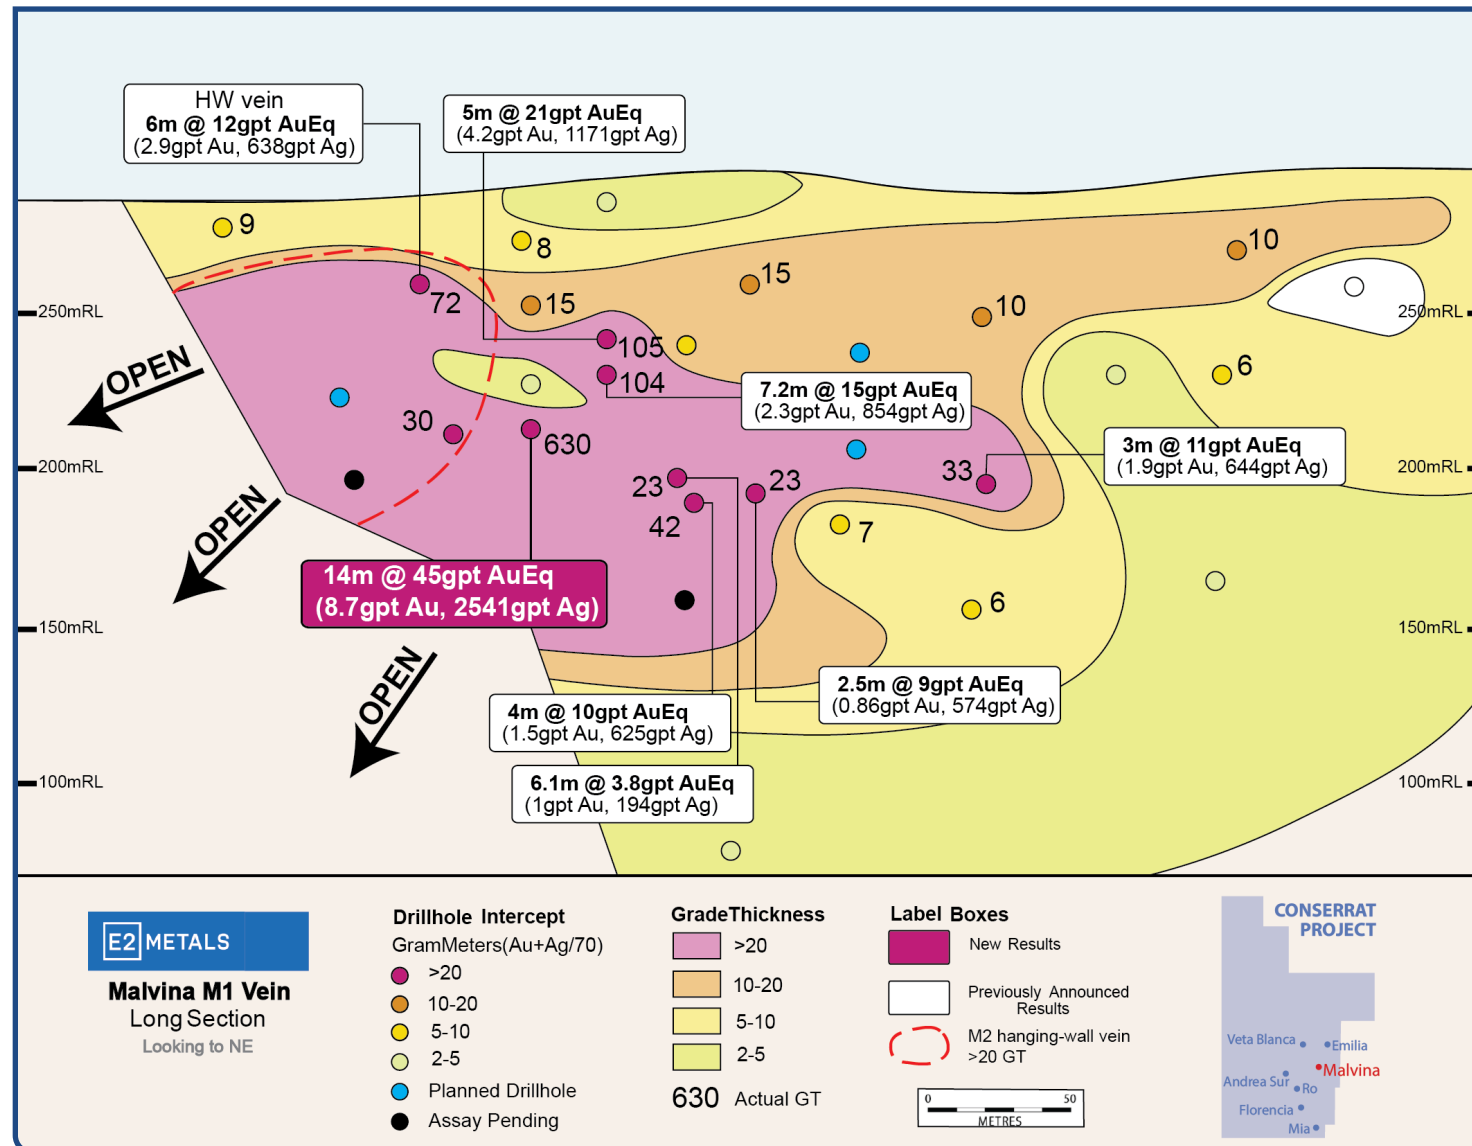 HW vein
6m @ 12gpt AuEq
(2.9gpt Au, 638gpt Ag)
5m @ 21gpt AuEq
(4.2gpt Au, 1171gpt Ag)
9
8
10
15
15
72
10
250mRL
250mRL
105
6
OPEN
104
7.2m @ 15gpt AuEq
(2.3gpt Au, 854gpt Ag)
30
630
3m @ 11gpt AuEq
(1.9gpt Au, 644gpt Ag)
200mRL
200mRL
33
23
23
42
7
OPEN
14m @ 45gpt AuEq
(8.7gpt Au, 2541gpt Ag)
6
150mRL
150mRL
OPEN
2.5m @ 9gpt AuEq
(0.86gpt Au, 574gpt Ag)
4m @ 10gpt AuEq
(1.5gpt Au, 625gpt Ag)
6.1m @ 3.8gpt AuEq
(1gpt Au, 194gpt Ag)
100mRL
100mRL
E2 METALS
Malvina M1 Vein
Long Section
Looking to NE
Drillhole Intercept
GramMeters(Au+Ag/70)
>20
10-20
5-10
2-5
Planned Drillhole
Assay Pending
GradeThickness
>20
10-20
5-10
2-5
630 Actual GT
Label Boxes
New Results
Previously Announced
Results
M2 hanging-wall vein
>20 GT
0 50
METRES
CONSERRAT
PROJECT
Veta Blanca
Emilia
Malvina
Andrea Sur
Ro
Florencia
Mia